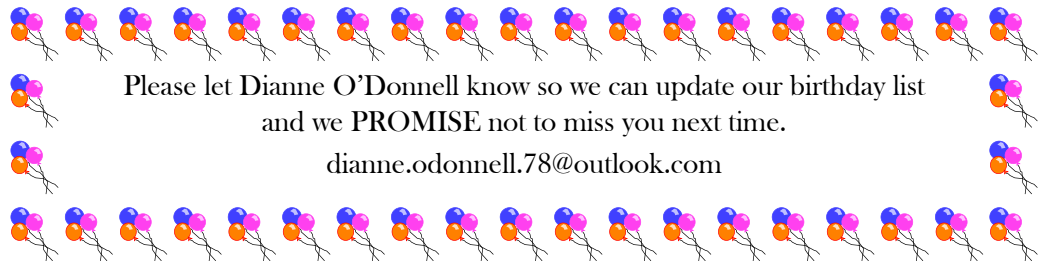 Please let Dianne O’Donnell know so we can update our birthday list
and we PROMISE not to miss you next time.
dianne.odonnell.78@outlook.com